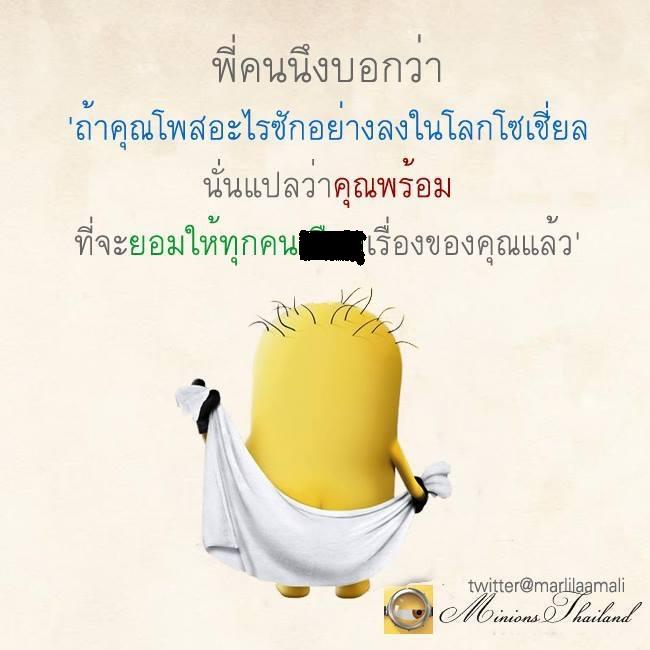 พี่คนนึงบอกว่า
'ถ้าคุณโพสอะไรซักอย่างลงในโลกโซเชี่ยล
นั่นแปลว่าคุณพร้อม
ที่จะยอมให้ทุกคน เรื่องของคุณแล้ว'
twitter@marlilaamali
Minions Thailand